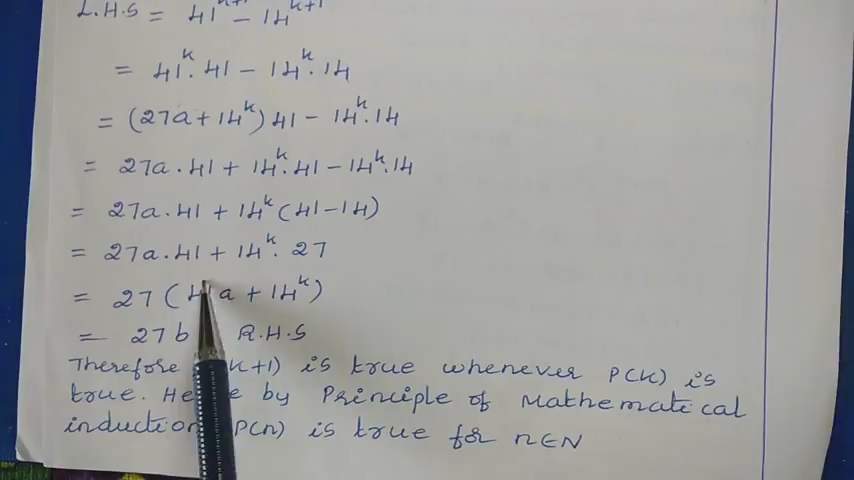 L.H.S = 41^k+1 - 14^k+1
= 41^k.41 - 14^k.14
= (27a+14^k)41 - 14^k.14
= 27a.41 + 14^k.41 - 14^k.14
= 27a.41 + 14^k(41-14)
= 27a.41 + 14^k.27
= 27(41a + 14^k)
= 27b R.H.S
Therefore (k+1) is true whenever P(k) is
true. by Principle of Mathematical
induction P(n) is true for n∈N